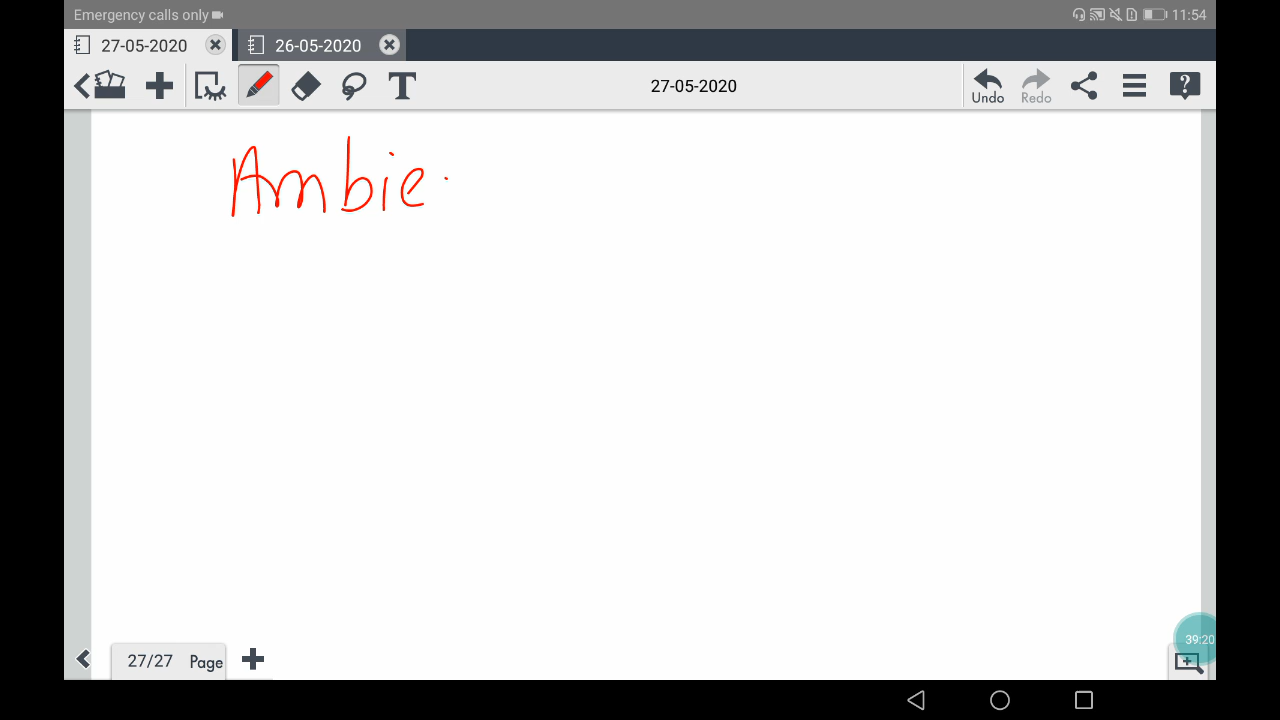 Emergency calls only 11:54
27-05-2020 26-05-2020
T 27-05-2020 Undo Redo ?
Ambie
39:20
27/27 Page